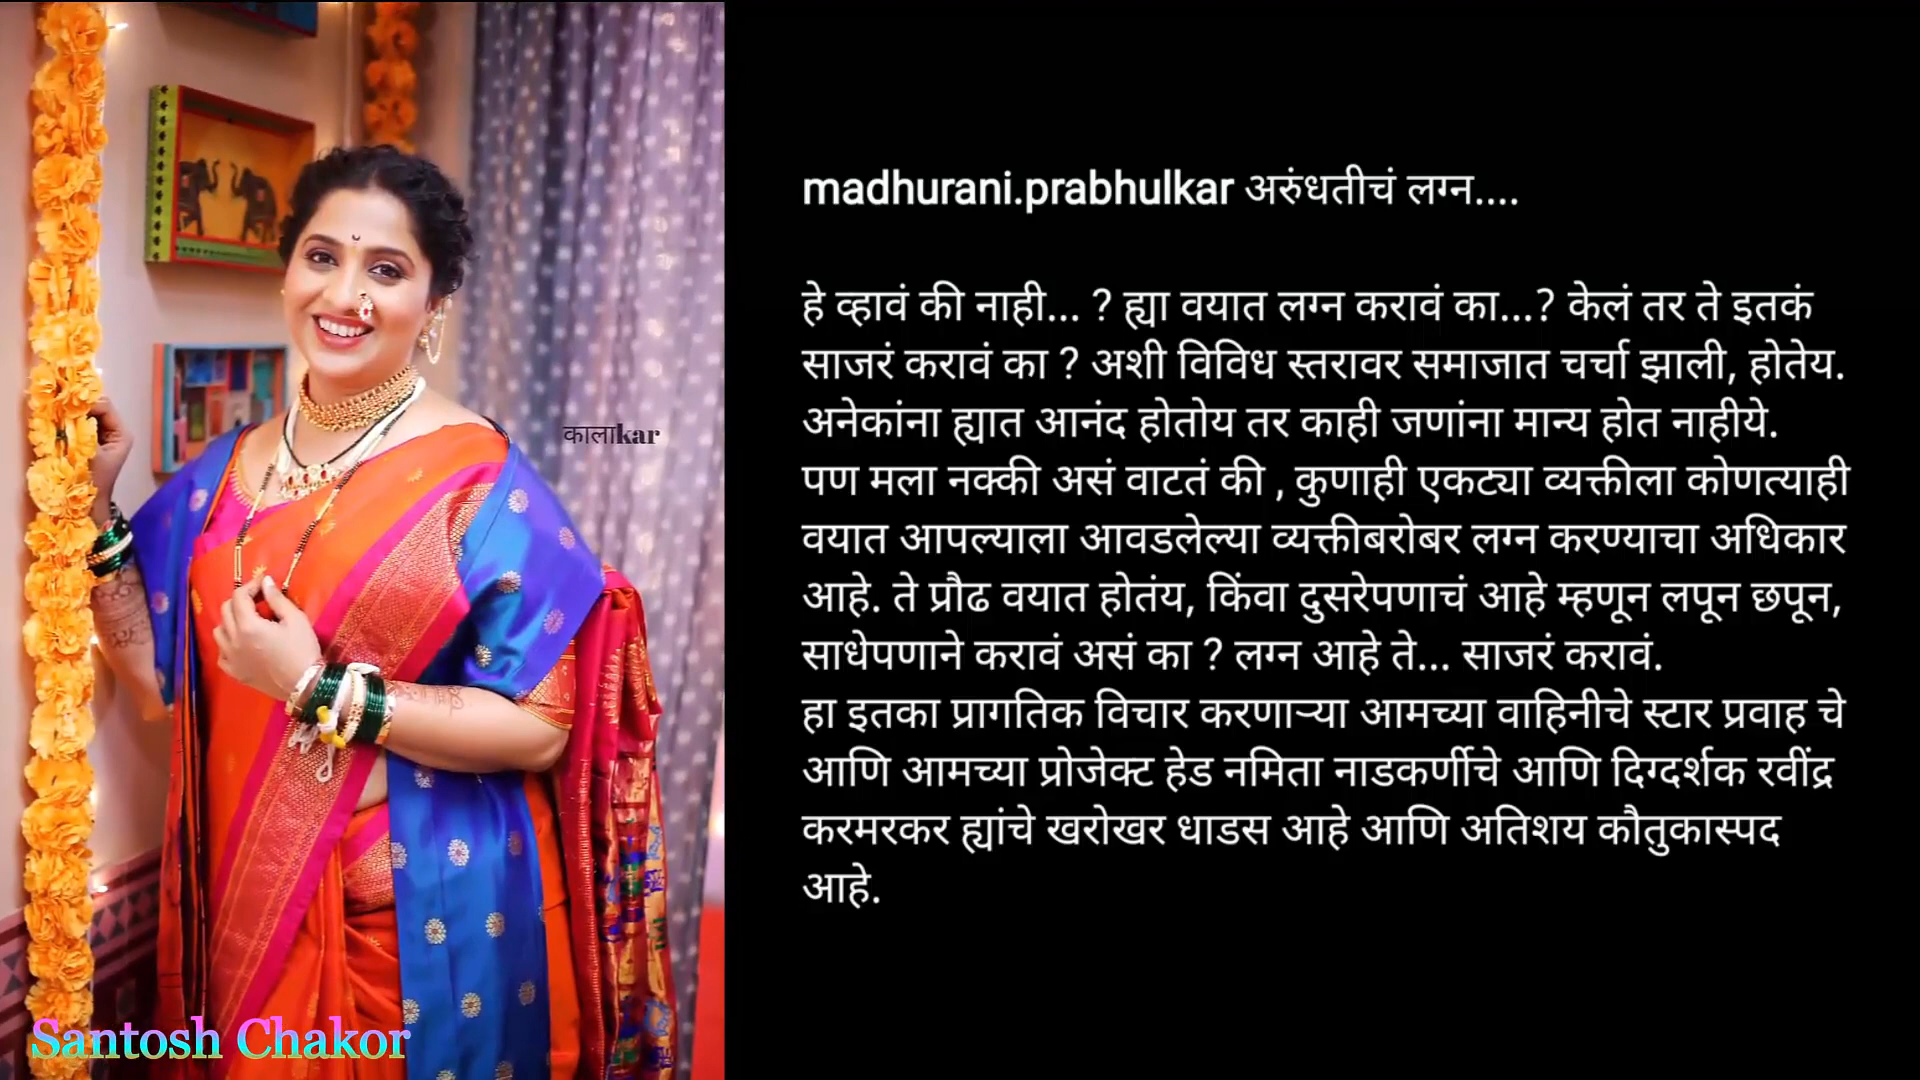 madhurani.prabhulkar अरुंधतीचं लग्न....
हे व्हावं की नाही... ? ह्या वयात लग्न करावं का...? केलं तर ते इतकं
साजरं करावं का ? अशी विविध स्तरावर समाजात चर्चा झाली, होतेय.
अनेकांना ह्यात आनंद होतोय तर काही जणांना मान्य होत नाहीये.
पण मला नक्की असं वाटतं की , कुणाही एकट्या व्यक्तीला कोणत्याही
वयात आपल्याला आवडलेल्या व्यक्तीबरोबर लग्न करण्याचा अधिकार
आहे. ते प्रौढ वयात होतंय, किंवा दुसरेपणाचं आहे म्हणून लपून छपून,
साधेपणाने करावं असं का ? लग्न आहे ते... साजरं करावं.
हा इतका प्रागतिक विचार करणाऱ्या आमच्या वाहिनीचे स्टार प्रवाह चे
आणि आमच्या प्रोजेक्ट हेड नमिता नाडकर्णीचे आणि दिग्दर्शक रवींद्र
करमरकर ह्यांचे खरोखर धाडस आहे आणि अतिशय कौतुकास्पद
आहे.
कालाkar
Santosh Chakor